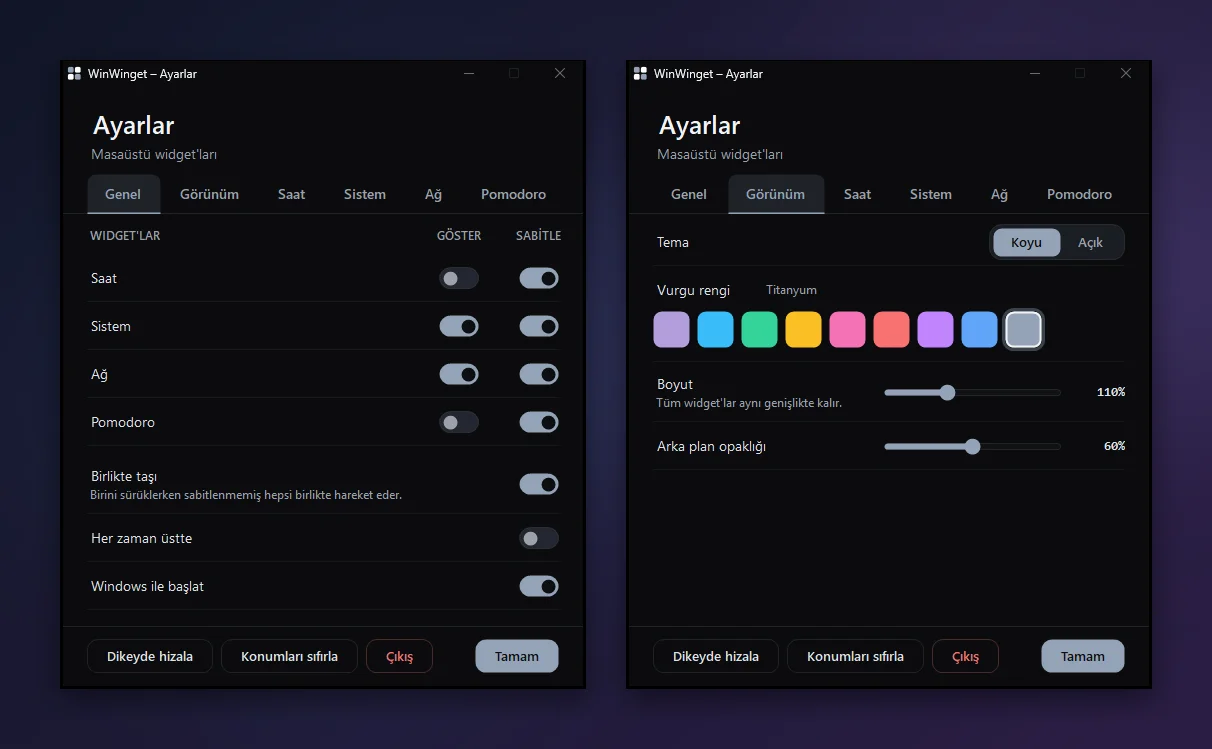 WinWinget – Ayarlar
Ayarlar
Masaüstü widget'ları
Genel Görünüm Saat Sistem Ağ Pomodoro
WIDGET'LAR GÖSTER SABİTLE
Saat
Sistem
Ağ
Pomodoro
Birlikte taşı
Birini sürüklerken sabitlenmemiş hepsi birlikte hareket eder.
Her zaman üstte
Windows ile başlat
Dikeyde hizala Konumları sıfırla Çıkış Tamam
WinWinget – Ayarlar
Ayarlar
Masaüstü widget'ları
Genel Görünüm Saat Sistem Ağ Pomodoro
Tema Koyu Açık
Vurgu rengi Titanyum
Boyut 110%
Tüm widget'lar aynı genişlikte kalır.
Arka plan opaklığı 60%
Dikeyde hizala Konumları sıfırla Çıkış Tamam